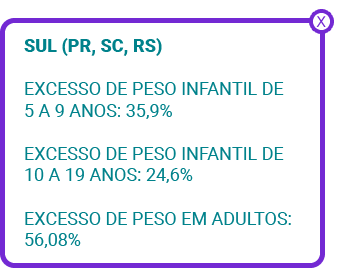 X
SUL (PR, SC, RS)
EXCESSO DE PESO INFANTIL DE
5 A 9 ANOS: 35,9%
EXCESSO DE PESO INFANTIL DE
10 A 19 ANOS: 24,6%
EXCESSO DE PESO EM ADULTOS:
56,08%